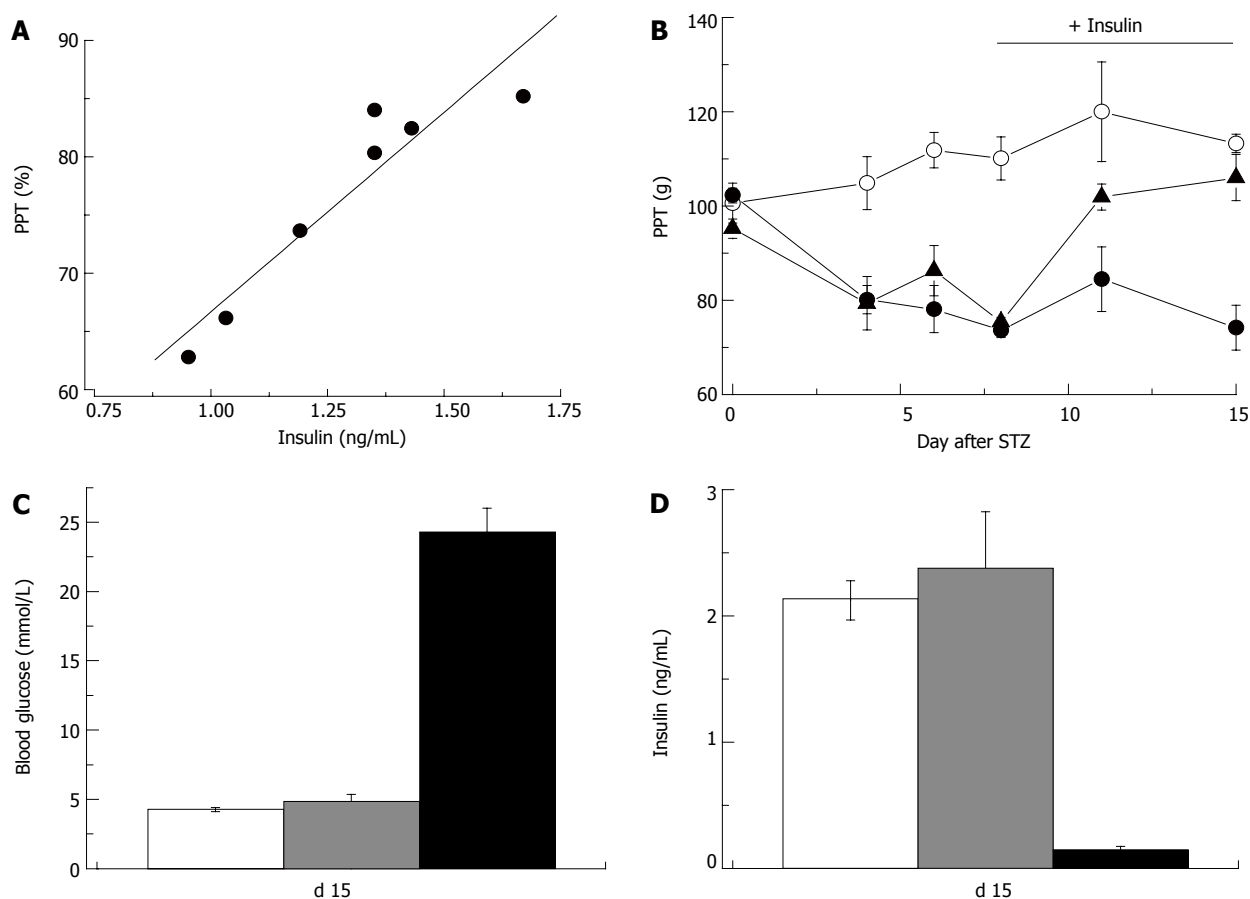 A
90
80
70
60
PPT (%)
0.75 1.00 1.25 1.50 1.75
Insulin (ng/mL)
B
+ Insulin
140
120
100
80
60
PPT (g)
0 5 10 15
Day after STZ
C
25
20
15
10
5
0
Blood glucose (mmol/L)
d 15
D
3
2
1
0
Insulin (ng/mL)
d 15